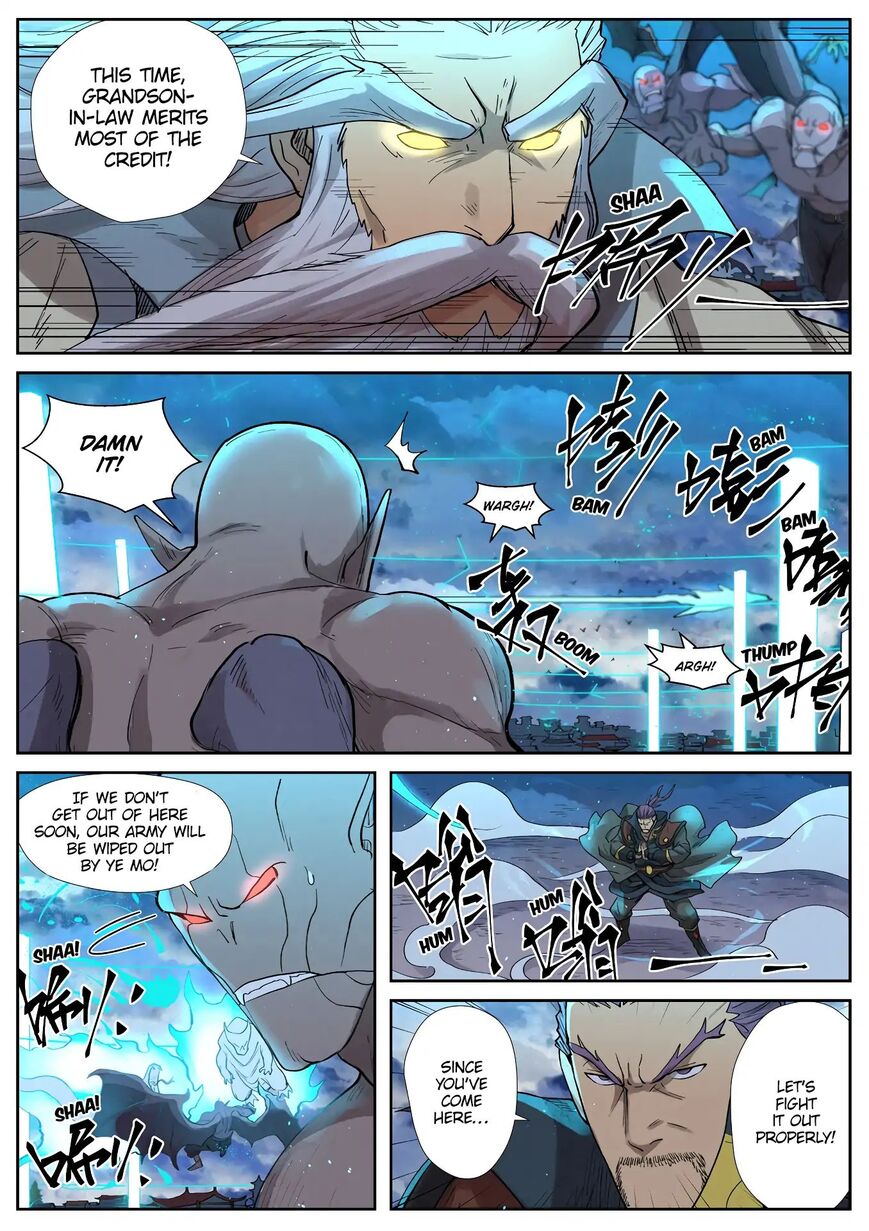 THIS TIME,
GRANDSON-
IN-LAW MERITS
MOST OF THE
CREDIT!
SHAA
DAMN
IT!
WARGH!
BAM
BAM
BAM
BOOM
ARGH!
THUMP
IF WE DON'T
GET OUT OF HERE
SOON, OUR ARMY WILL
BE WIPED OUT
BY YE MO!
SHAA!
SHAA!
HUM
HUM
SINCE
YOU'VE
COME
HERE...
LET'S
FIGHT
IT OUT
PROPERLY!